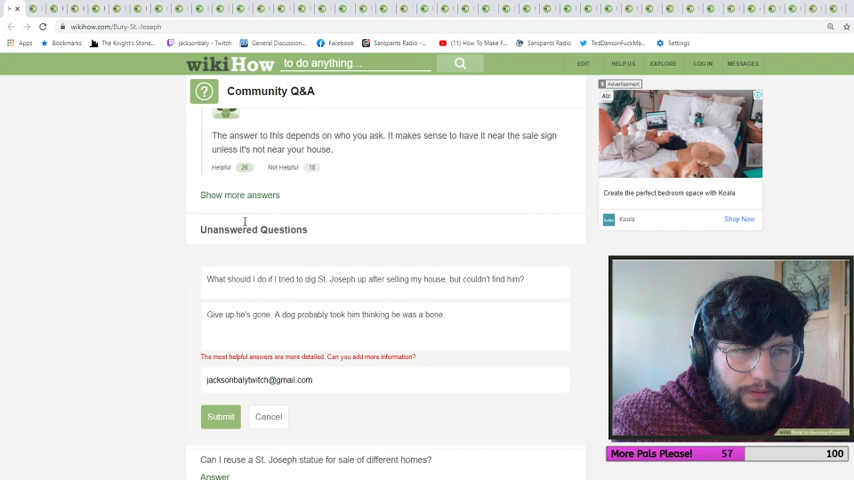 wikihow.com/Bury-St.-Joseph
Apps
Bookmarks
The Knight's Stone...
jacksonbaly - Twitch
General Discussion...
Facebook
Sanspants Radio -...
(11) How To Make F...
Sanspants Radio
TedDansonFuckMa...
Settings
wikiHow to do anything...
EDIT
HELP US
EXPLORE
LOG IN
MESSAGES
Community Q&A
Advertisement
AD!
The answer to this depends on who you ask. It makes sense to have it near the sale sign
unless it's not near your house.
Helpful 26 Not Helpful 18
Show more answers
Create the perfect bedroom space with Koala
Koala
Shop Now
Unanswered Questions
What should I do if I tried to dig St. Joseph up after selling my house, but couldn't find him?
Give up he's gone. A dog probably took him thinking he was a bone.
The most helpful answers are more detailed. Can you add more information?
jacksonbalytwitch@gmail.com
Submit
Cancel
Can I reuse a St. Joseph statue for sale of different homes?
Answer
wiki How to Become Powerful
More Pals Please! 57 100